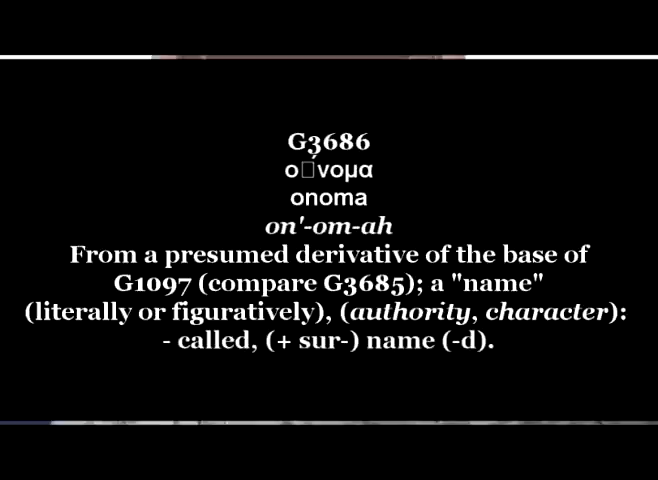 G3686
ο῎νομα
onoma
on'-om-ah
From a presumed derivative of the base of
G1097 (compare G3685); a "name"
(literally or figuratively), (authority, character):
- called, (+ sur-) name (-d).